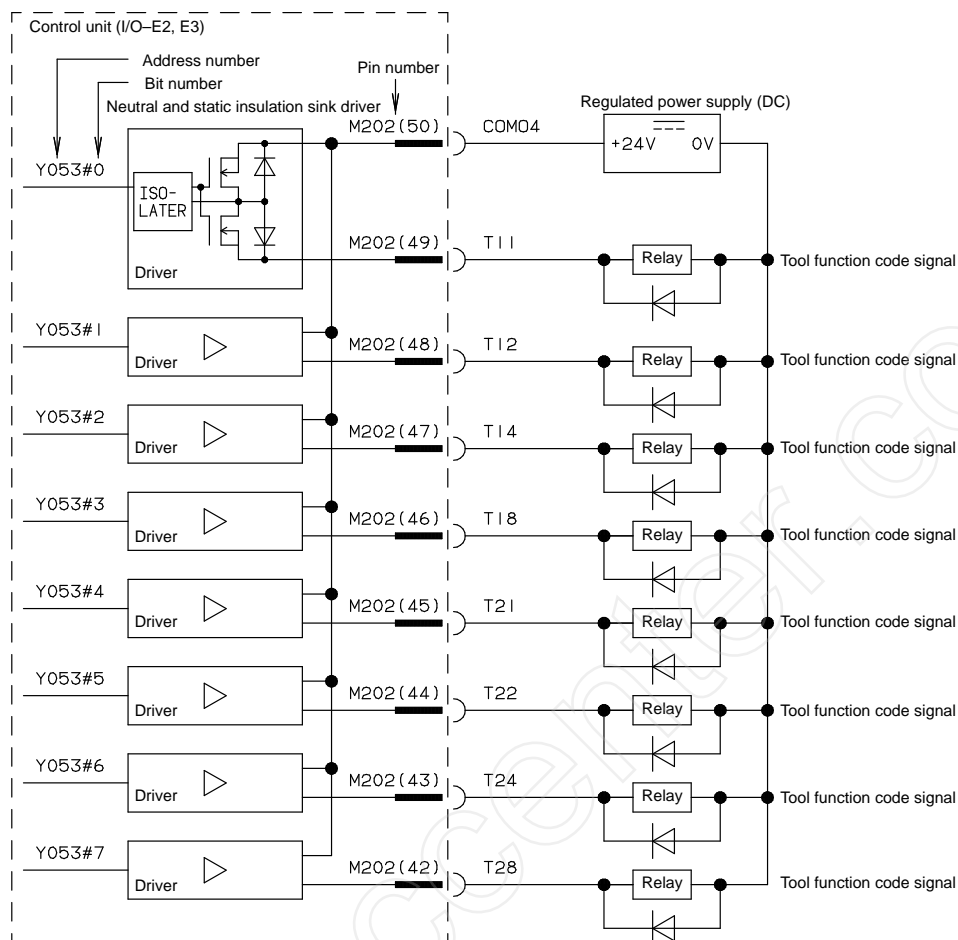 Control unit (I/O–E2, E3)
Address number
Bit number
Pin number
Neutral and static insulation sink driver
Regulated power supply (DC)
M202(50) COM04
+24V 0V
Y053#0
ISO-
LATER
M202(49) T11
Relay
Tool function code signal
Driver
Y053#1
M202(48) T12
Relay
Tool function code signal
Driver
Y053#2
M202(47) T14
Relay
Tool function code signal
Driver
Y053#3
M202(46) T18
Relay
Tool function code signal
Driver
Y053#4
M202(45) T21
Relay
Tool function code signal
Driver
Y053#5
M202(44) T22
Relay
Tool function code signal
Driver
Y053#6
M202(43) T24
Relay
Tool function code signal
Driver
Y053#7
M202(42) T28
Relay
Tool function code signal
Driver